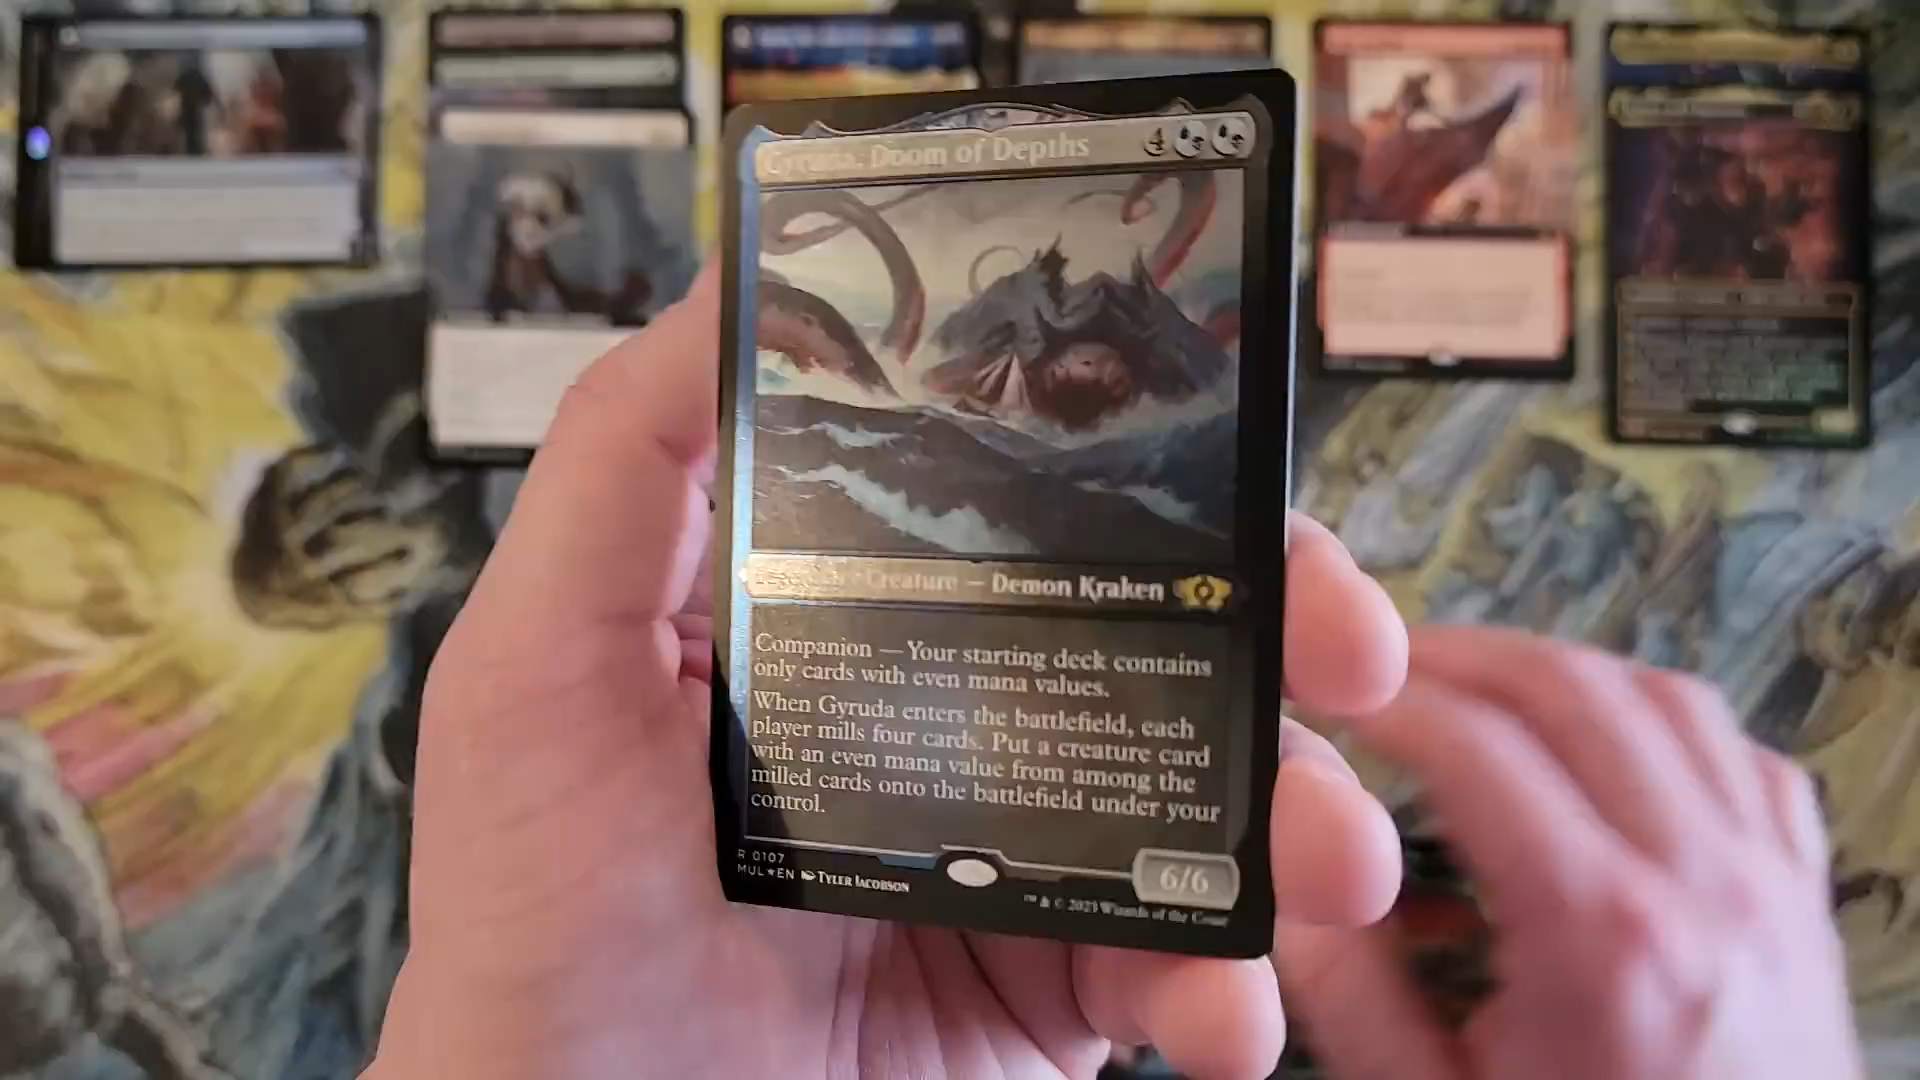 Gyruda, Doom of Depths
4
Creature — Demon Kraken
Companion — Your starting deck contains
only cards with even mana values.
When Gyruda enters the battlefield, each
player mills four cards. Put a creature card
with an even mana value from among the
milled cards onto the battlefield under your
control.
R 0107
MUL★EN TYLER JACOBSON
6/6
™ & © 2023 Wizards of the Coast